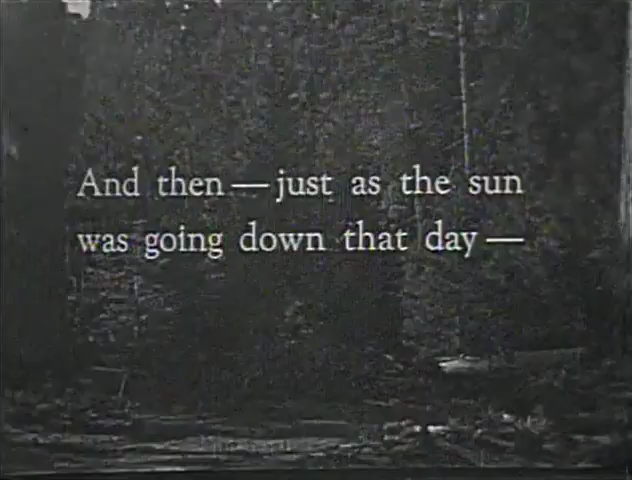 And then — just as the sun
was going down that day —